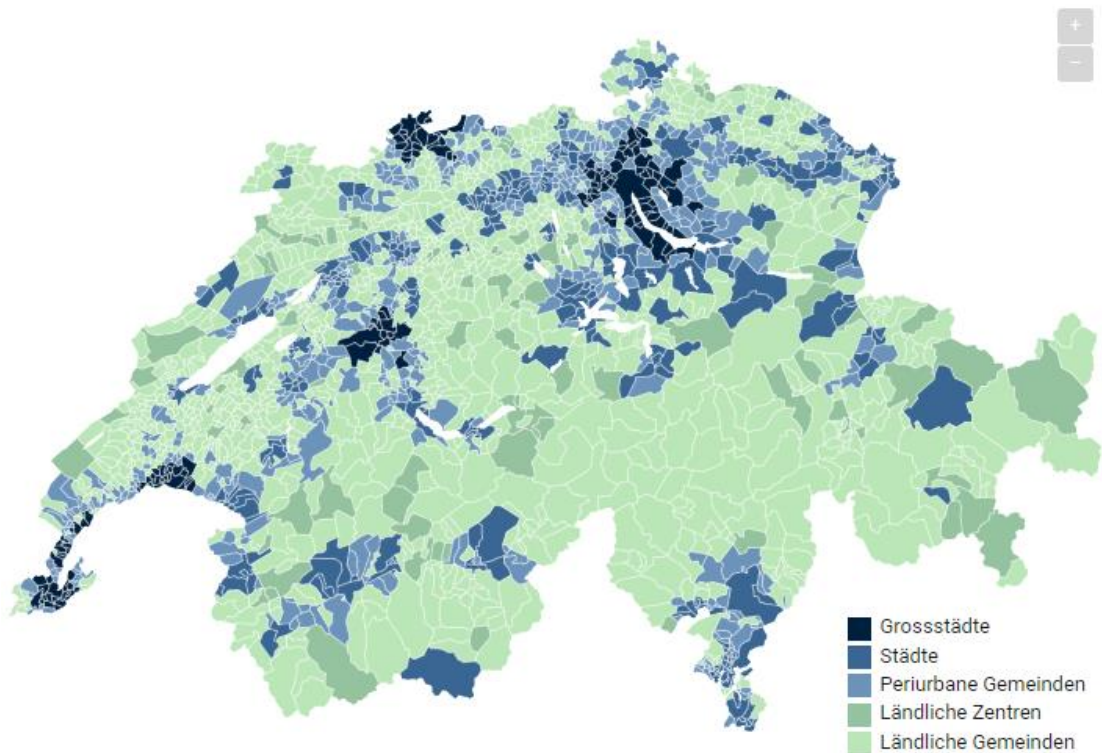 +
−
Grossstädte
Städte
Periurbane Gemeinden
Ländliche Zentren
Ländliche Gemeinden